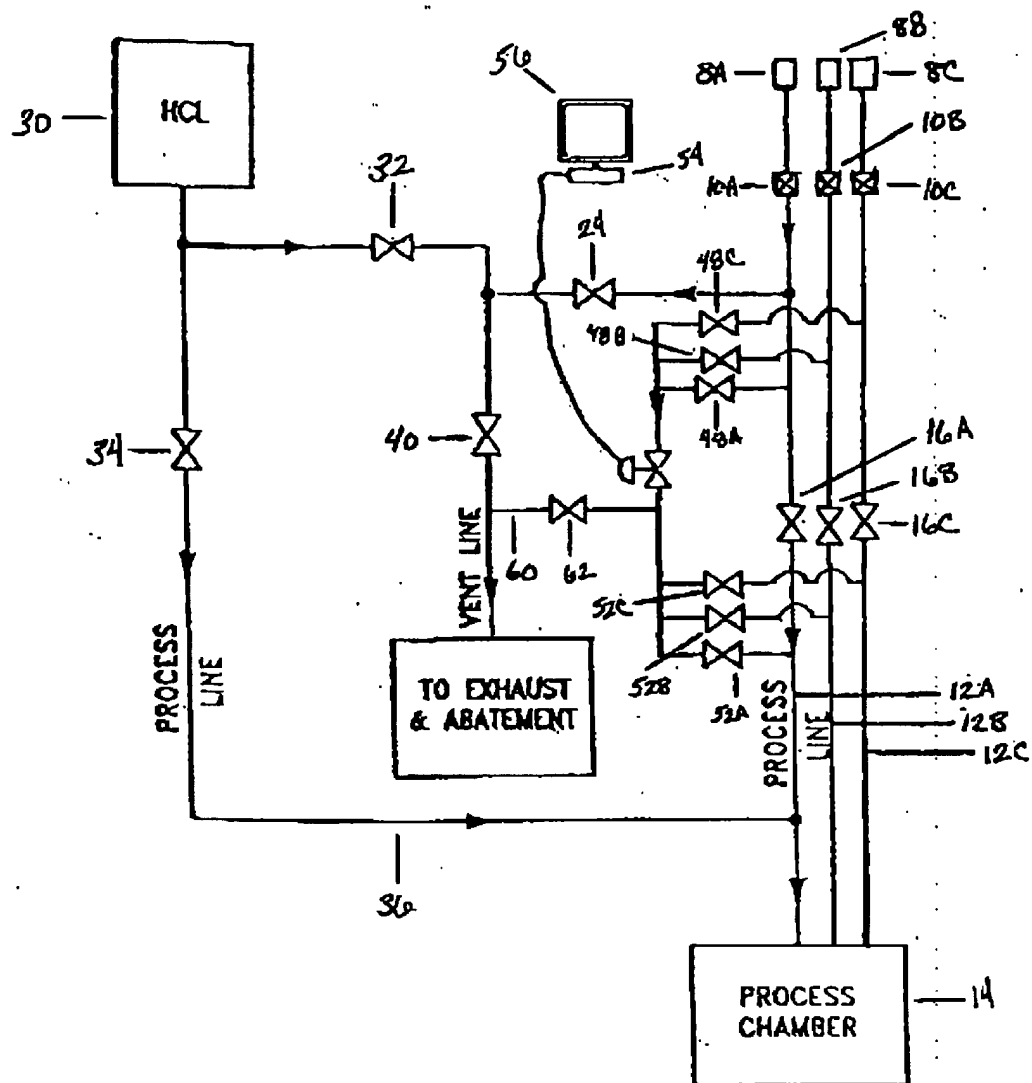 8B
56
8A
8C
HCL
30
10B
32
54
10A
10C
24
48C
48B
48A
34
40
16A
16B
16C
VENT LINE
60
62
52C
PROCESS LINE
52B
52A
TO EXHAUST
& ABATEMENT
12A
12B
12C
PROCESS LINE
36
PROCESS
CHAMBER
14